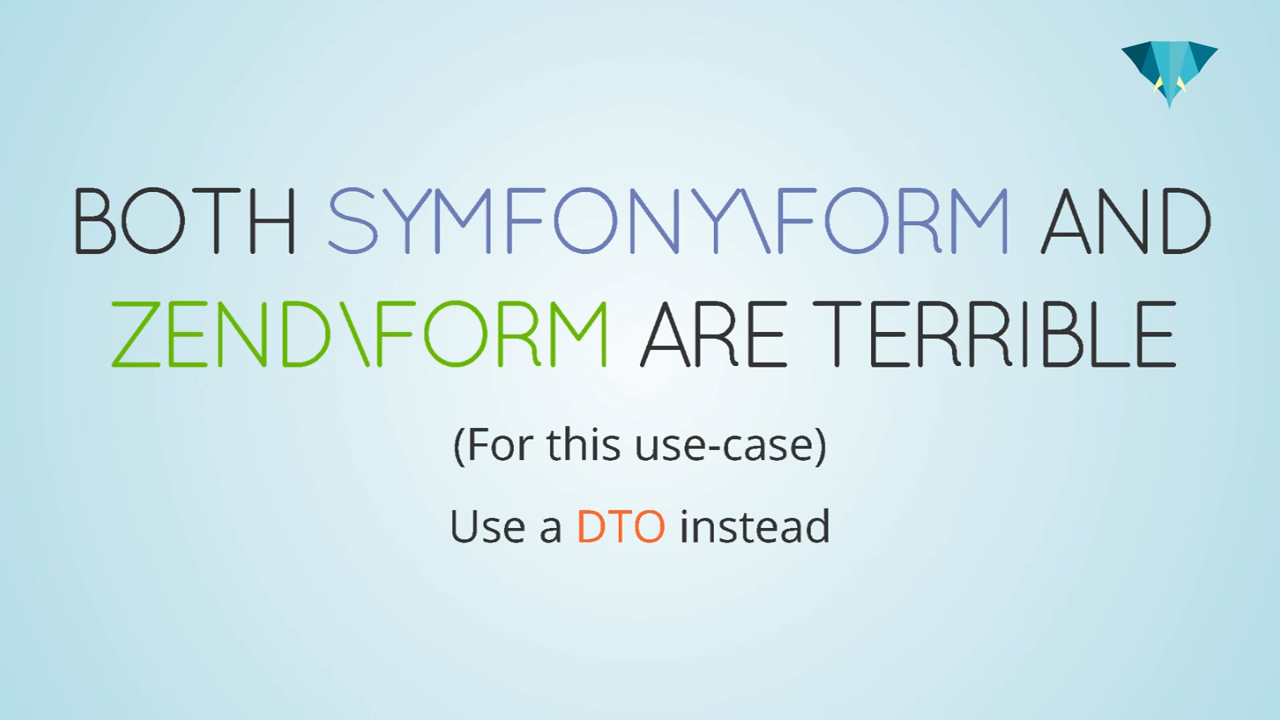 BOTH SYMFONY\FORM AND
ZEND\FORM ARE TERRIBLE
(For this use-case)
Use a DTO instead